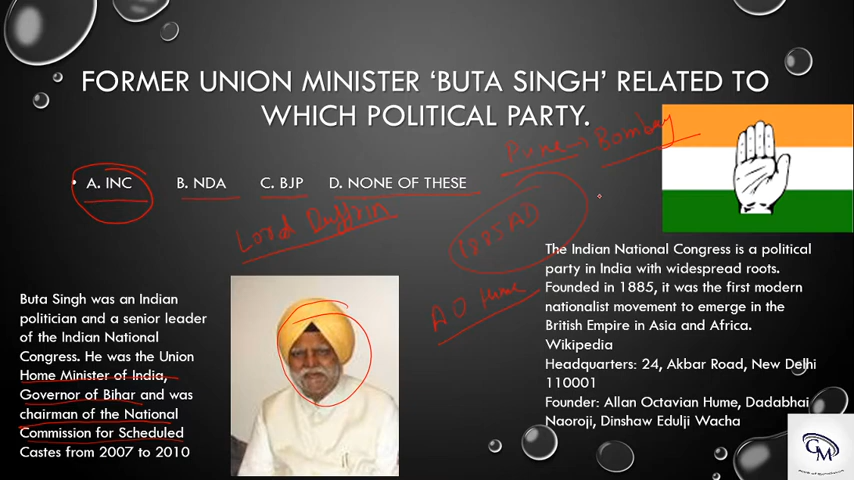 FORMER UNION MINISTER ‘BUTA SINGH’ RELATED TO
WHICH POLITICAL PARTY.
Pune → Bombay
• A. INC B. NDA C. BJP D. NONE OF THESE
Lord Duffrin
1885 AD
A O Hume
The Indian National Congress is a political
party in India with widespread roots.
Founded in 1885, it was the first modern
nationalist movement to emerge in the
British Empire in Asia and Africa.
Wikipedia
Headquarters: 24, Akbar Road, New Delhi
110001
Founder: Allan Octavian Hume, Dadabhai
Naoroji, Dinshaw Edulji Wacha
Buta Singh was an Indian
politician and a senior leader
of the Indian National
Congress. He was the Union
Home Minister of India,
Governor of Bihar and was
chairman of the National
Commission for Scheduled
Castes from 2007 to 2010
GM